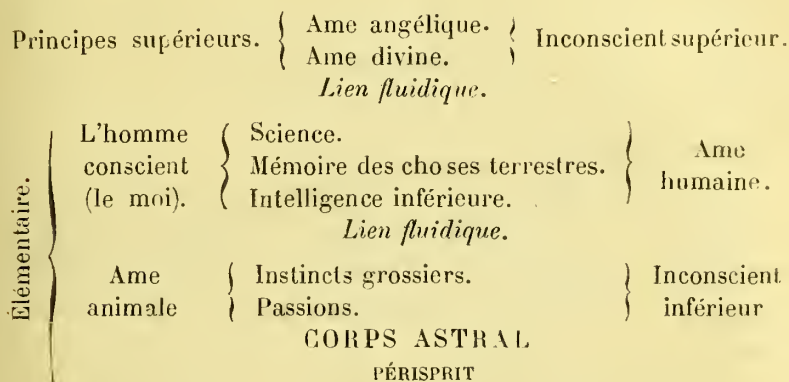 Principes supérieurs. { Ame angélique. } Inconscient supérieur.
Ame divine.
Lien fluidique.
L'homme conscient (le moi). { Science. } Ame humaine.
Mémoire des choses terrestres.
Intelligence inférieure.
Lien fluidique.
Élémentaire.
Ame animale { Instincts grossiers. } Inconscient inférieur
Passions.
CORPS ASTRAL
PÉRISPRIT